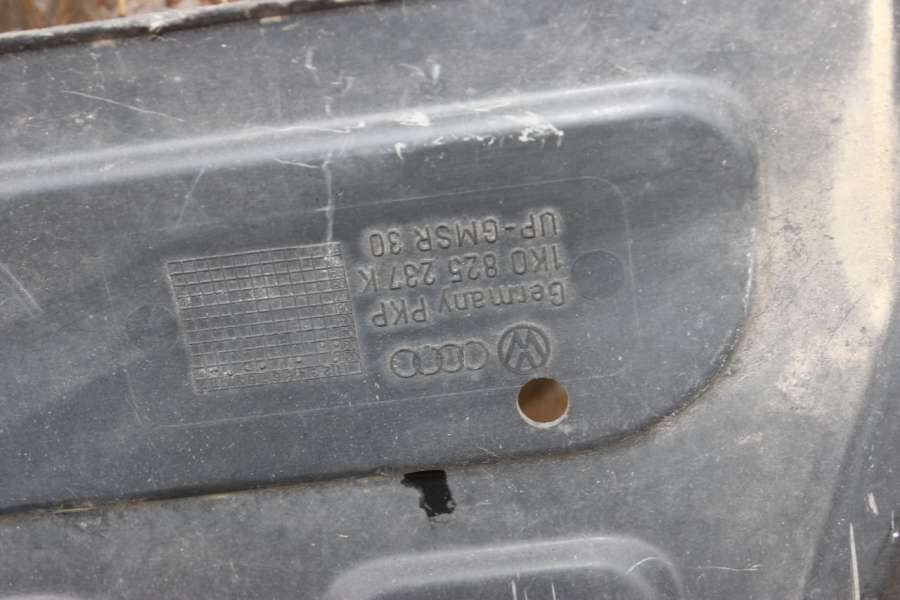 Germany PKP
1K0 825 237 K
UP-GMSR 30